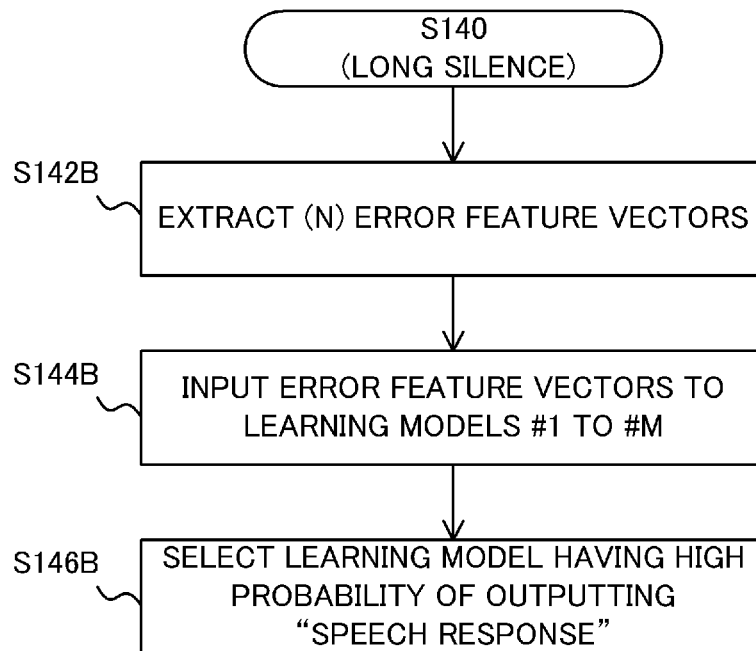 S140
(LONG SILENCE)
S142B
EXTRACT (N) ERROR FEATURE VECTORS
S144B
INPUT ERROR FEATURE VECTORS TO
LEARNING MODELS #1 TO #M
S146B
SELECT LEARNING MODEL HAVING HIGH
PROBABILITY OF OUTPUTTING
“SPEECH RESPONSE”